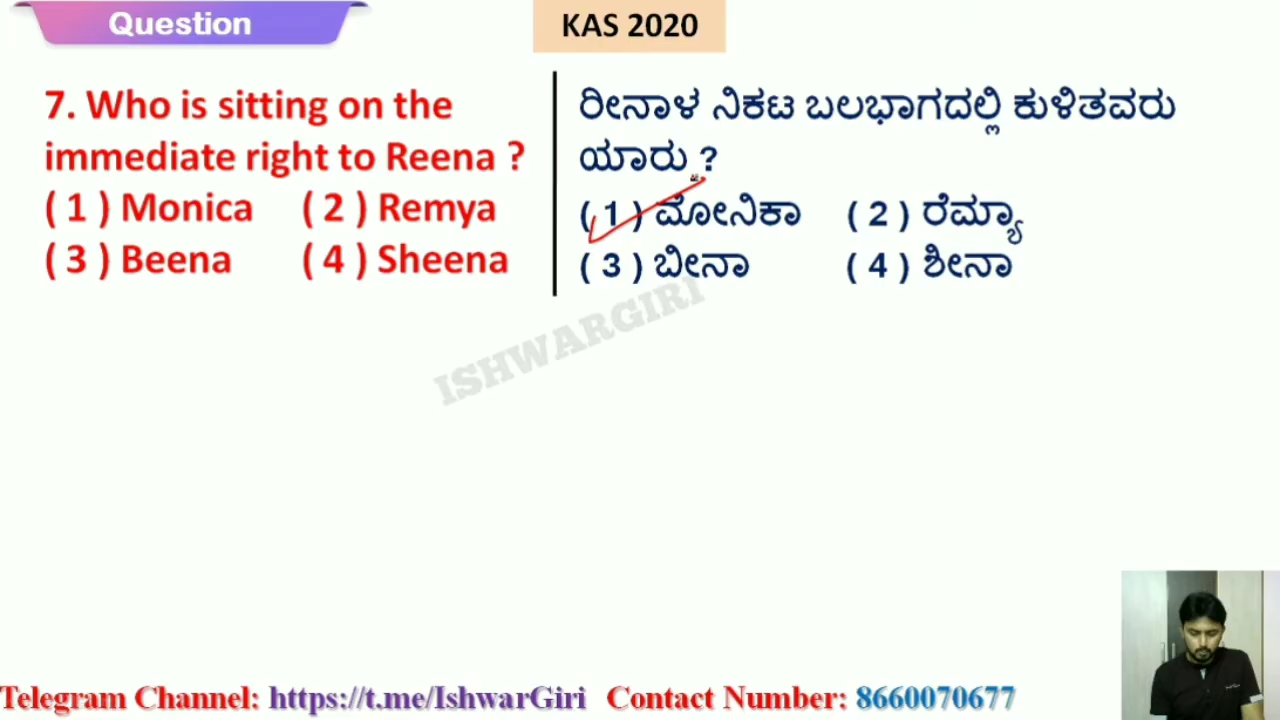 Question
KAS 2020
7. Who is sitting on the
immediate right to Reena ?
( 1 ) Monica ( 2 ) Remya
( 3 ) Beena ( 4 ) Sheena
ರೀನಾಳ ನಿಕಟ ಬಲಭಾಗದಲ್ಲಿ ಕುಳಿತವರು
ಯಾರು ?
( 1 ) ಮೋನಿಕಾ ( 2 ) ರೆಮ್ಯಾ
( 3 ) ಬೀನಾ ( 4 ) ಶೀನಾ
ISHWARGIRI
Telegram Channel: https://t.me/IshwarGiri Contact Number: 8660070677